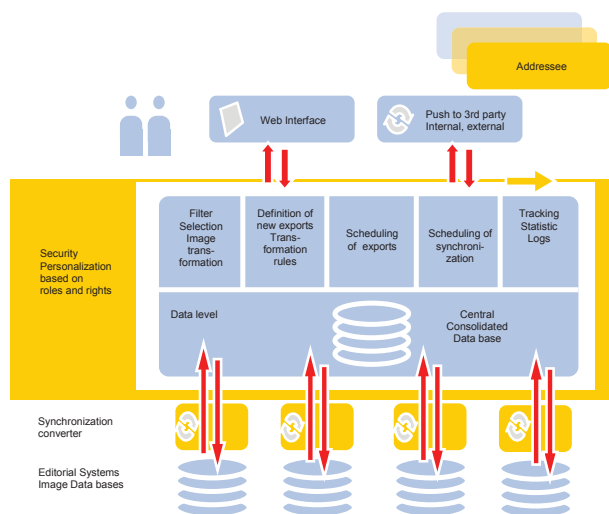 Addressee
Web Interface
Push to 3rd party
Internal, external
Security
Personalization
based on
roles and rights
Filter
Selection
Image
trans-
formation
Definition of
new exports
Trans-
formation
rules
Scheduling
of exports
Scheduling of
synchroni-
zation
Tracking
Statistic
Logs
Data level
Central
Consolidated
Data base
Synchronization
converter
Editorial Systems
Image Data bases